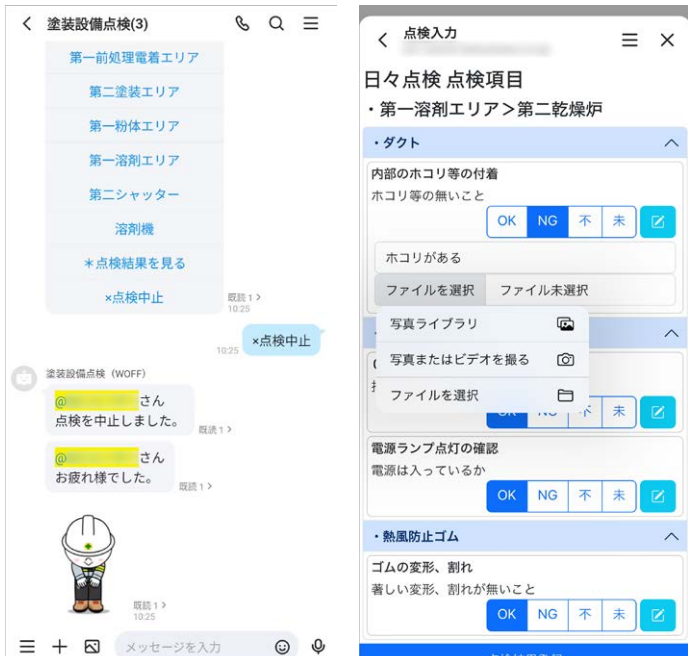 塗装設備点検(3)
第一前処理電着エリア
第二塗装エリア
第一粉体エリア
第一溶剤エリア
第二シャッター
溶剤機
＊点検結果を見る
×点検中止
既読 1 >
10:25
×点検中止
10:25
塗装設備点検（WOFF）
@ さん
点検を中止しました。
既読 1 >
@ さん
お疲れ様でした。
既読 1 >
既読 1 >
10:25
メッセージを入力
点検入力
日々点検 点検項目
・第一溶剤エリア＞第二乾燥炉
・ダクト
内部のホコリ等の付着
ホコリ等の無いこと
OK NG 不 未
ホコリがある
ファイルを選択 ファイル未選択
写真ライブラリ
写真またはビデオを撮る
ファイルを選択
OK NG 不 未
電源ランプ点灯の確認
電源は入っているか
OK NG 不 未
・熱風防止ゴム
ゴムの変形、割れ
著しい変形、割れが無いこと
OK NG 不 未